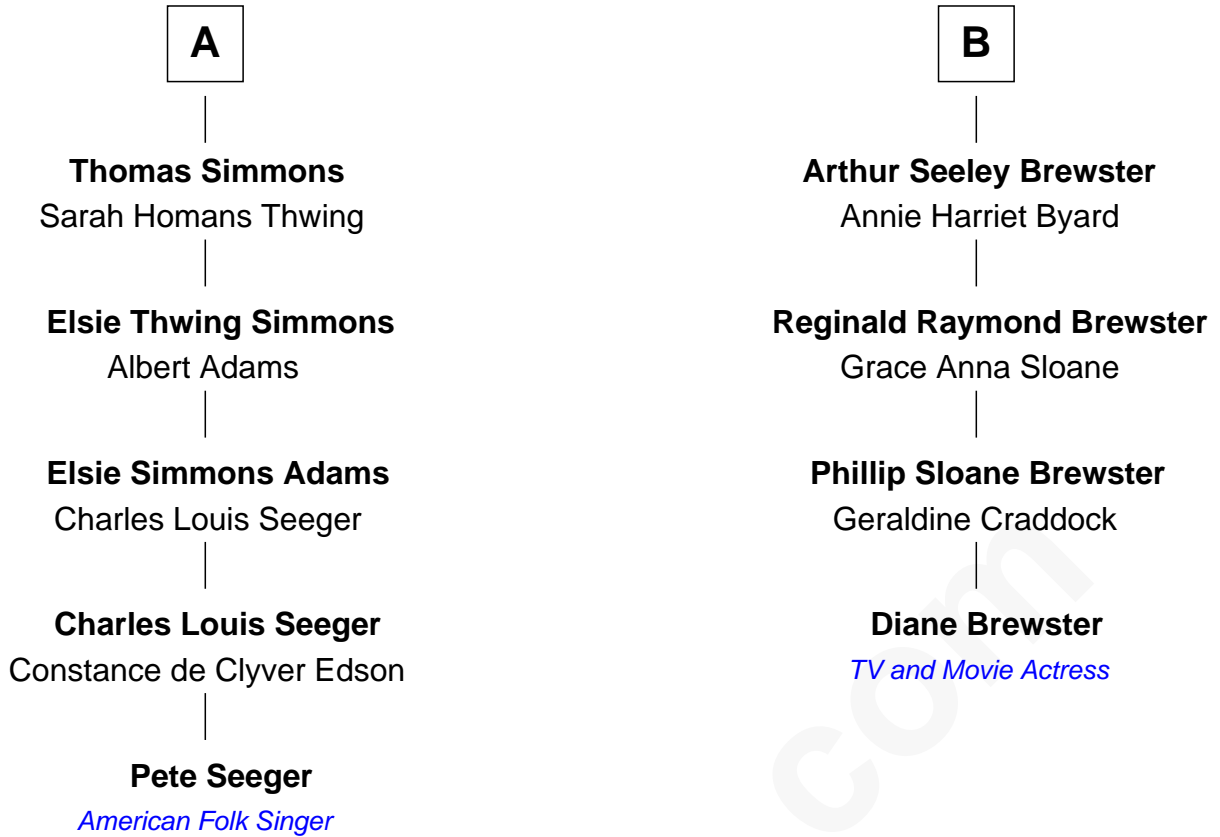 A
Thomas Simmons
Sarah Homans Thwing
Elsie Thwing Simmons
Albert Adams
Elsie Simmons Adams
Charles Louis Seeger
Charles Louis Seeger
Constance de Clyver Edson
Pete Seeger
American Folk Singer
B
Arthur Seeley Brewster
Annie Harriet Byard
Reginald Raymond Brewster
Grace Anna Sloane
Phillip Sloane Brewster
Geraldine Craddock
Diane Brewster
TV and Movie Actress
com